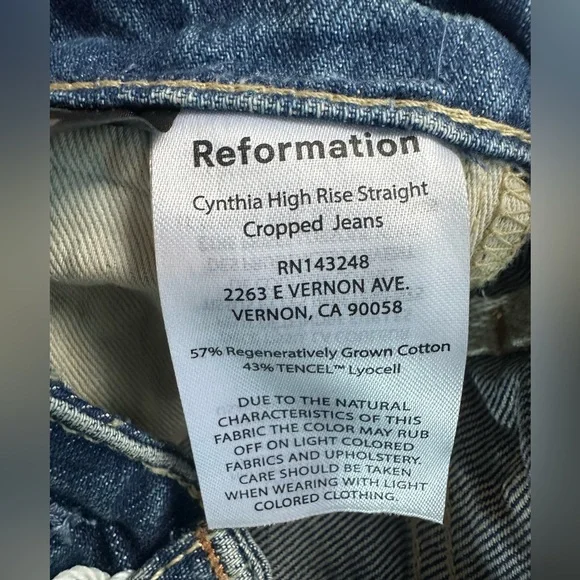 Reformation
Cynthia High Rise Straight
Cropped Jeans
RN143248
2263 E VERNON AVE.
VERNON, CA 90058
57% Regeneratively Grown Cotton
43% TENCEL™ Lyocell
DUE TO THE NATURAL
CHARACTERISTICS OF THIS
FABRIC THE COLOR MAY RUB
OFF ON LIGHT COLORED
FABRICS AND UPHOLSTERY.
CARE SHOULD BE TAKEN
WHEN WEARING WITH LIGHT
COLORED CLOTHING.